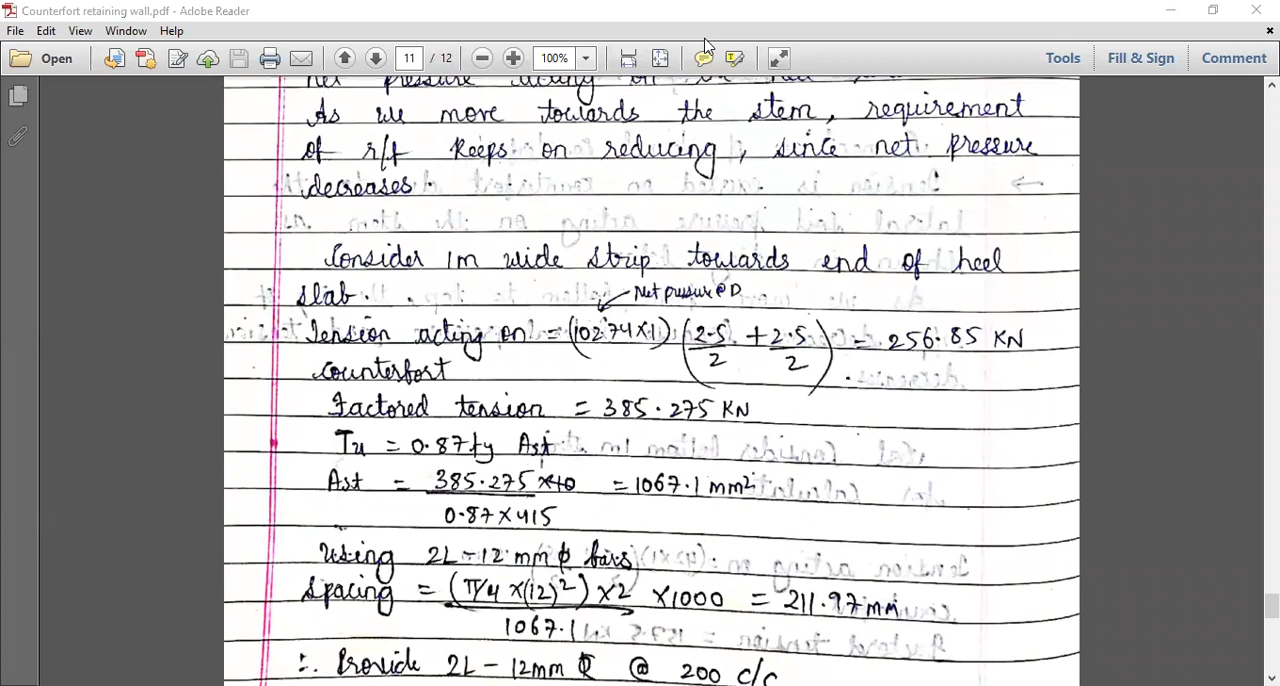 Counterfort retaining wall.pdf - Adobe Reader
File Edit View Window Help
Open 11 / 12 100% Tools Fill & Sign Comment
Net pressure acting on
As we move towards the stem, requirement
of r/f keeps on reducing, since net pressure
decreases.
Consider 1m wide strip towards end of heel
slab.
Net pressure @ D
Tension acting on = (102.74 x 1) (2.5/2 + 2.5/2) = 256.85 KN
counterfort
Factored tension = 385.275 KN
Tu = 0.87 fy Ast
Ast = 385.275 x 10 / 0.87 x 415 = 1067.1 mm²
Using 2L - 12 mm ϕ bars
Spacing = (π/4 x (12)²) x 2 / 1067.1 x 1000 = 211.97 mm
∴ Provide 2L - 12mm Φ @ 200 c/c